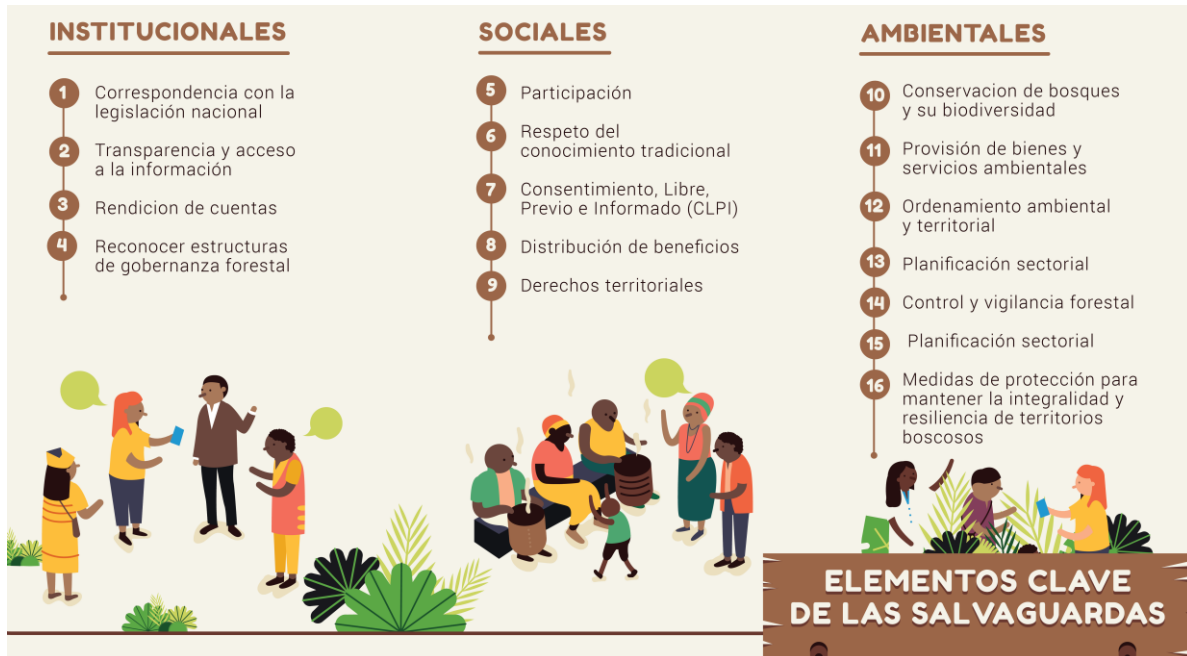 INSTITUCIONALES
1 Correspondencia con la
legislación nacional
2 Transparencia y acceso
a la información
3 Rendicion de cuentas
4 Reconocer estructuras
de gobernanza forestal
SOCIALES
5 Participación
6 Respeto del
conocimiento tradicional
7 Consentimiento, Libre,
Previo e Informado (CLPI)
8 Distribución de beneficios
9 Derechos territoriales
AMBIENTALES
10 Conservacion de bosques
y su biodiversidad
11 Provisión de bienes y
servicios ambientales
12 Ordenamiento ambiental
y territorial
13 Planificación sectorial
14 Control y vigilancia forestal
15 Planificación sectorial
16 Medidas de protección para
mantener la integralidad y
resiliencia de territorios
boscosos
ELEMENTOS CLAVE
DE LAS SALVAGUARDAS